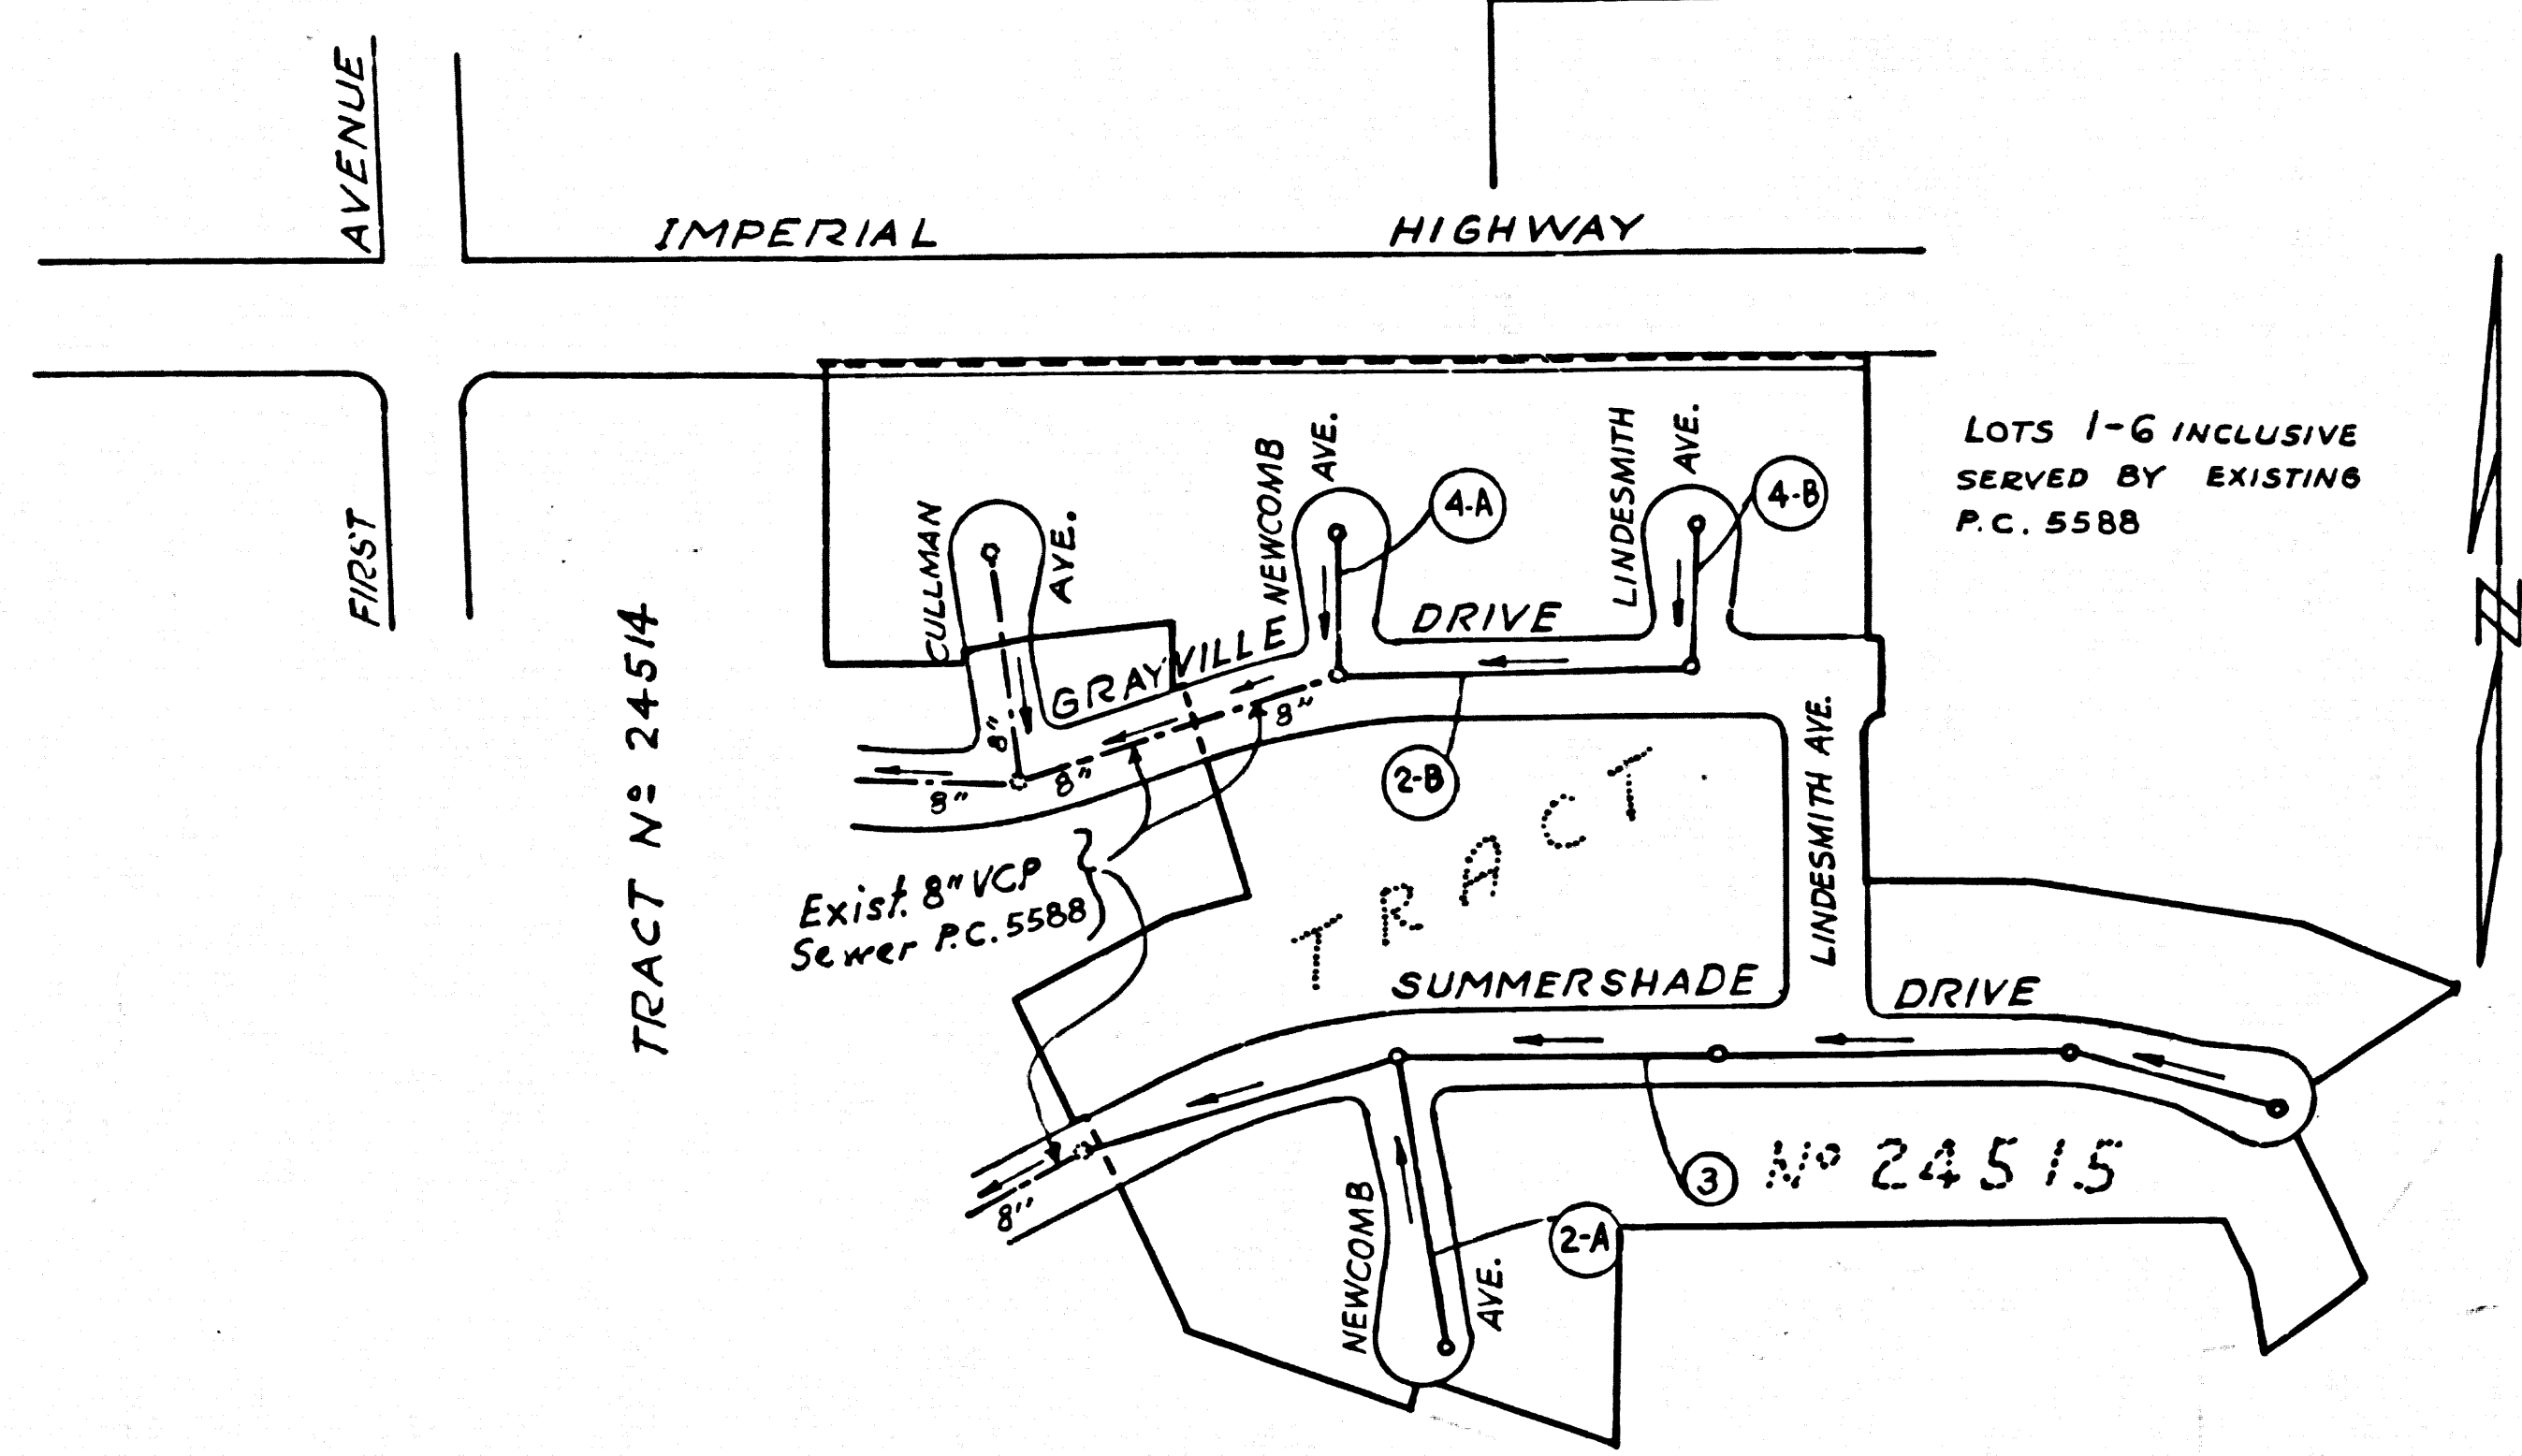 AVENUE
IMPERIAL HIGHWAY
FIRST
TRACT Nº 24514
CULLMAN
AVE.
NEWCOMB
AVE.
LINDESMITH
AVE.
4-A
4-B
LOTS 1-6 INCLUSIVE
SERVED BY EXISTING
P.C. 5588
GRAYVILLE DRIVE
8"
8"
8"
8"
2-B
N
LINDESMITH AVE.
Exist. 8" VCP
Sewer P.C. 5588
TRACT
SUMMERSHADE DRIVE
3
Nº 24515
8"
NEWCOMB
AVE.
2-A